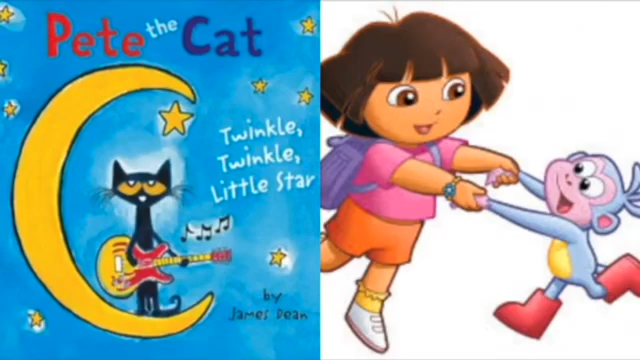 Pete the Cat
Twinkle,
Twinkle,
Little Star
by
James Dean